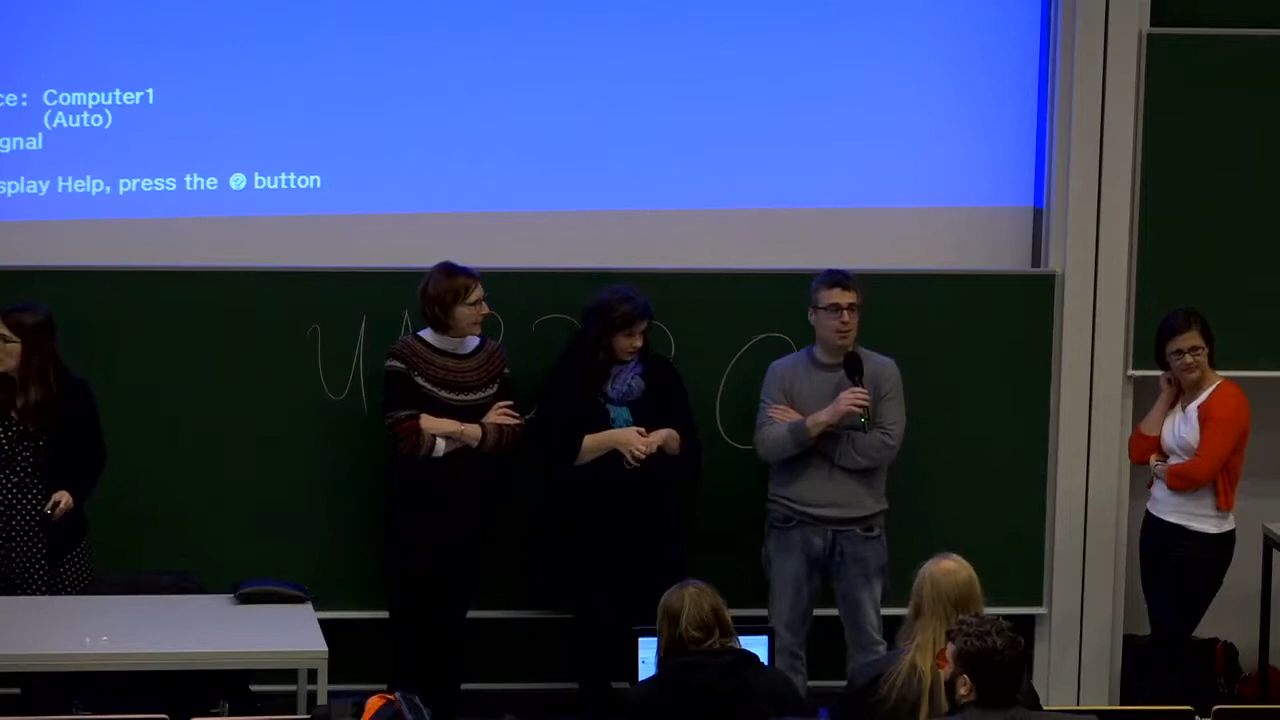 ce: Computer1
(Auto)
gnal
splay Help, press the ? button